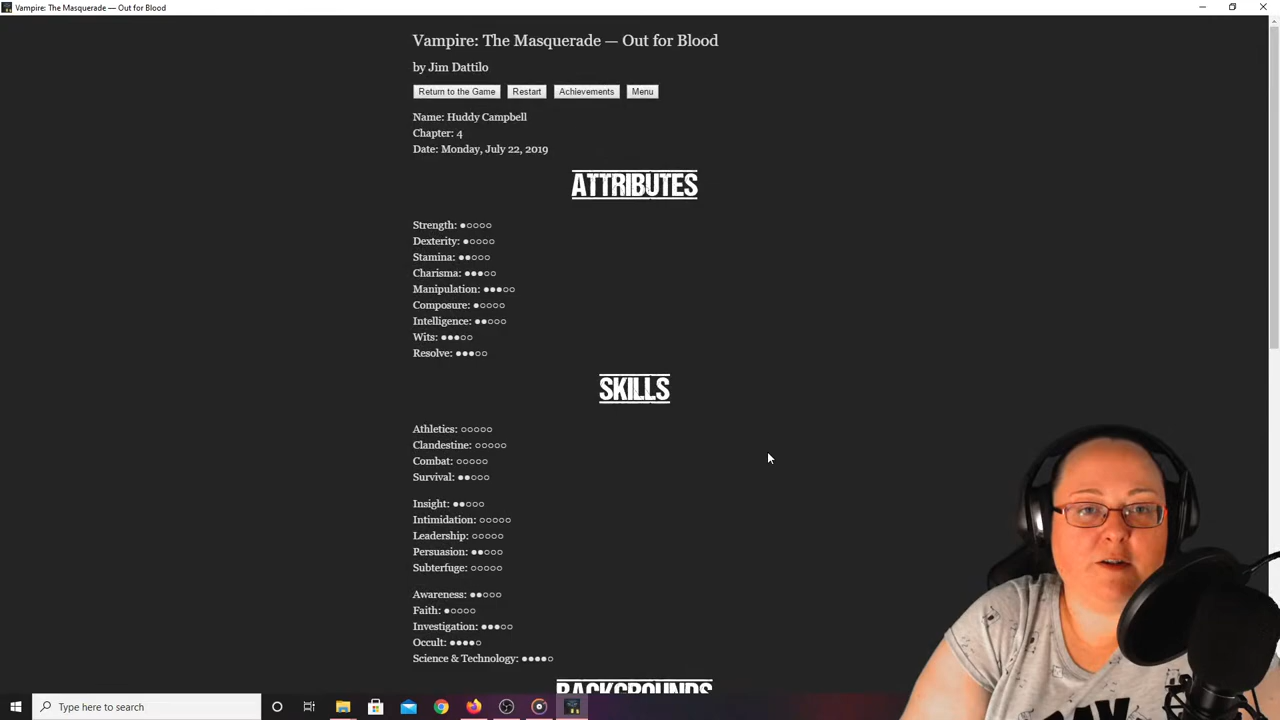 Vampire: The Masquerade — Out for Blood
Vampire: The Masquerade — Out for Blood
by Jim Dattilo
Return to the Game Restart Achievements Menu
Name: Huddy Campbell
Chapter: 4
Date: Monday, July 22, 2019
ATTRIBUTES
Strength: ●○○○○
Dexterity: ●○○○○
Stamina: ●●○○○
Charisma: ●●●○○
Manipulation: ●●●○○
Composure: ●○○○○
Intelligence: ●●○○○
Wits: ●●●○○
Resolve: ●●●○○
SKILLS
Athletics: ○○○○○
Clandestine: ○○○○○
Combat: ○○○○○
Survival: ●●○○○
Insight: ●●○○○
Intimidation: ○○○○○
Leadership: ○○○○○
Persuasion: ●●○○○
Subterfuge: ○○○○○
Awareness: ●●○○○
Faith: ●○○○○
Investigation: ●●●○○
Occult: ●●●●○
Science & Technology: ●●●●○
BACKGROUNDS
Type here to search